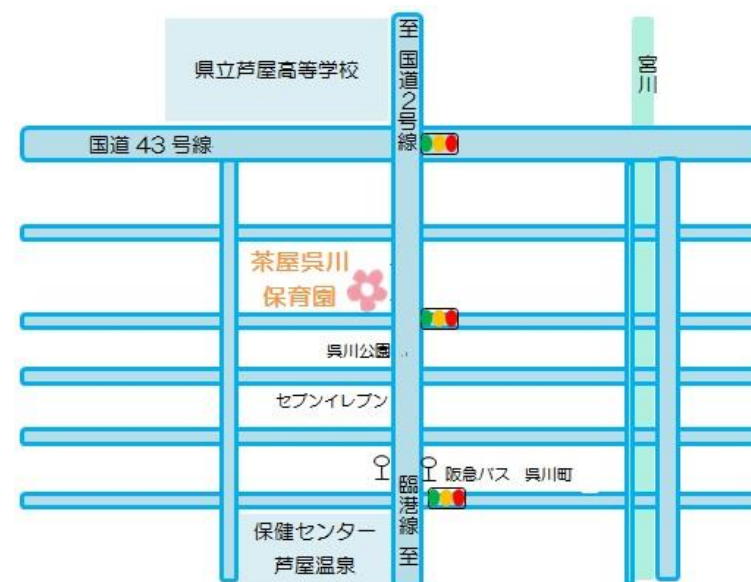 至 国道2号線
県立芦屋高等学校
宮川
国道 43 号線
茶屋呉川
保育園
呉川公園
セブンイレブン
阪急バス 呉川町
臨港線 至
保健センター
芦屋温泉